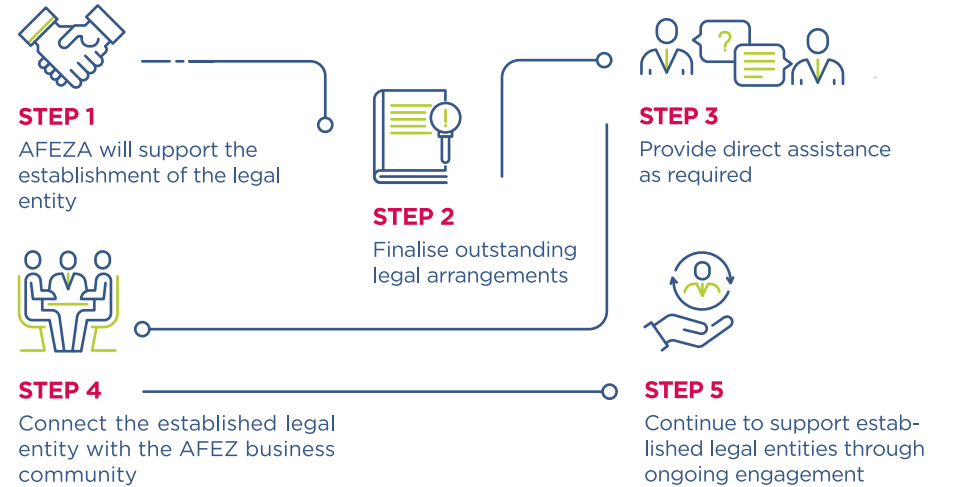 STEP 1
AFEZA will support the
establishment of the legal
entity
STEP 2
Finalise outstanding
legal arrangements
?
!
STEP 3
Provide direct assistance
as required
STEP 4
Connect the established legal
entity with the AFEZ business
community
STEP 5
Continue to support estab-
lished legal entities through
ongoing engagement